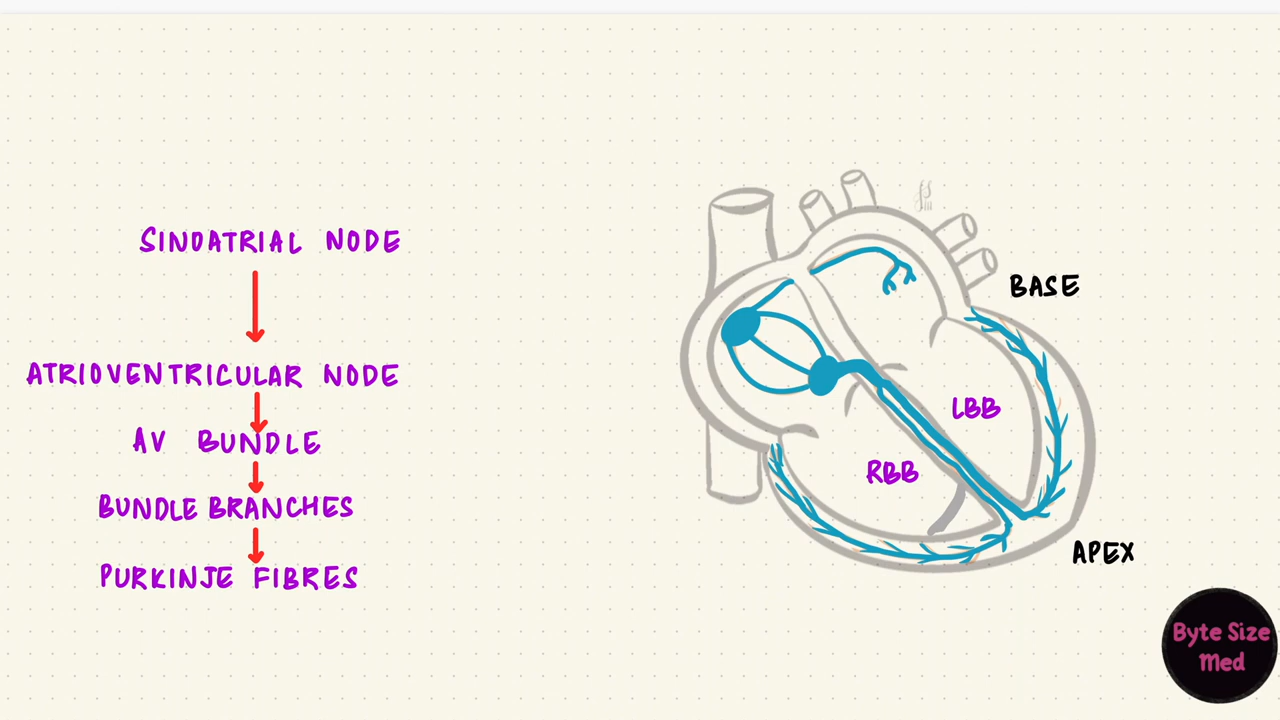 SINOATRIAL NODE
ATRIOVENTRICULAR NODE
AV BUNDLE
BUNDLE BRANCHES
PURKINJE FIBRES
BASE
LBB
RBB
APEX
Byte Size
Med